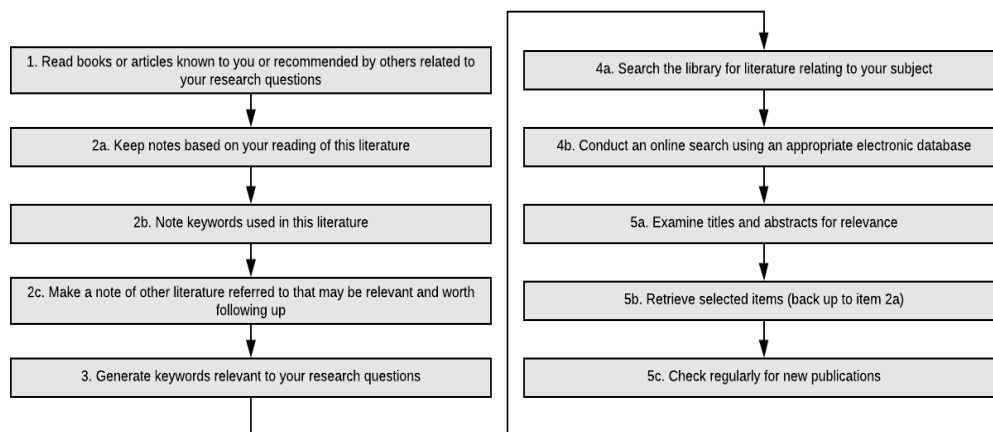 1. Read books or articles known to you or recommended by others related to
your research questions
2a. Keep notes based on your reading of this literature
2b. Note keywords used in this literature
2c. Make a note of other literature referred to that may be relevant and worth
following up
3. Generate keywords relevant to your research questions
4a. Search the library for literature relating to your subject
4b. Conduct an online search using an appropriate electronic database
5a. Examine titles and abstracts for relevance
5b. Retrieve selected items (back up to item 2a)
5c. Check regularly for new publications